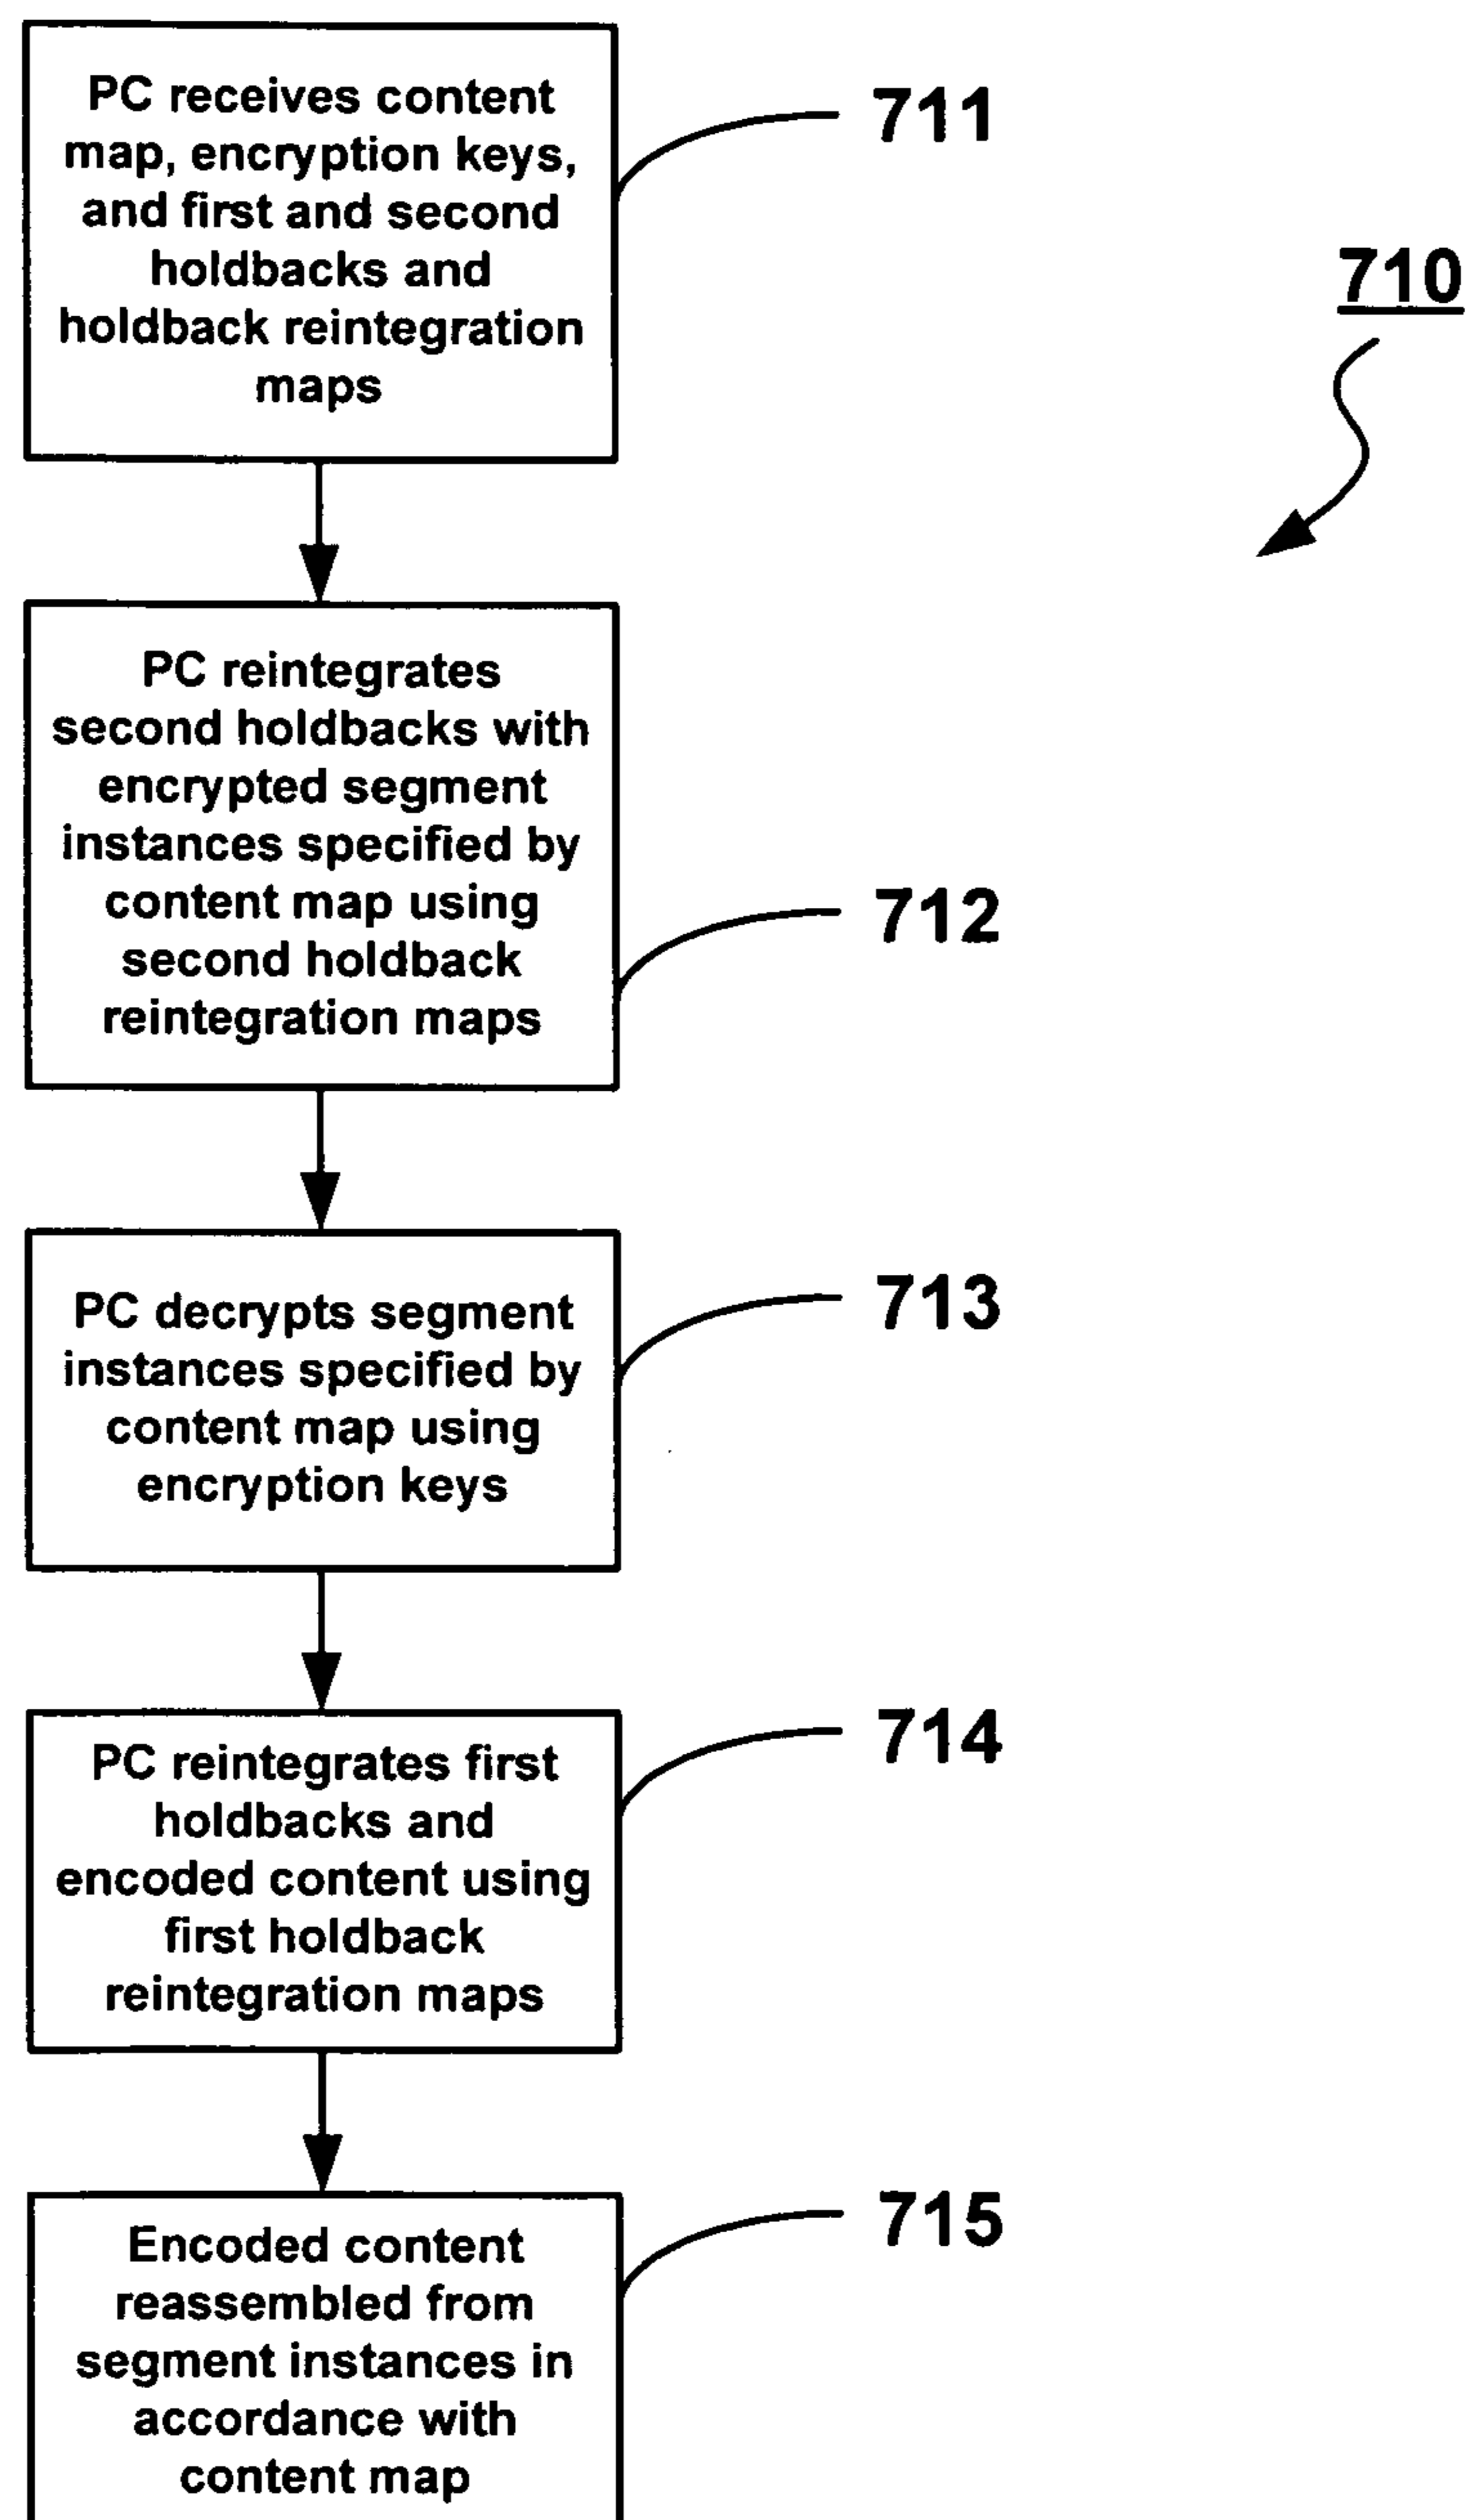 PC receives content
map, encryption keys,
and first and second
holdbacks and
holdback reintegration
maps
711
710
PC reintegrates
second holdbacks with
encrypted segment
instances specified by
content map using
second holdback
reintegration maps
712
PC decrypts segment
instances specified by
content map using
encryption keys
713
PC reintegrates first
holdbacks and
encoded content using
first holdback
reintegration maps
714
Encoded content
reassembled from
segment instances in
accordance with
content map
715